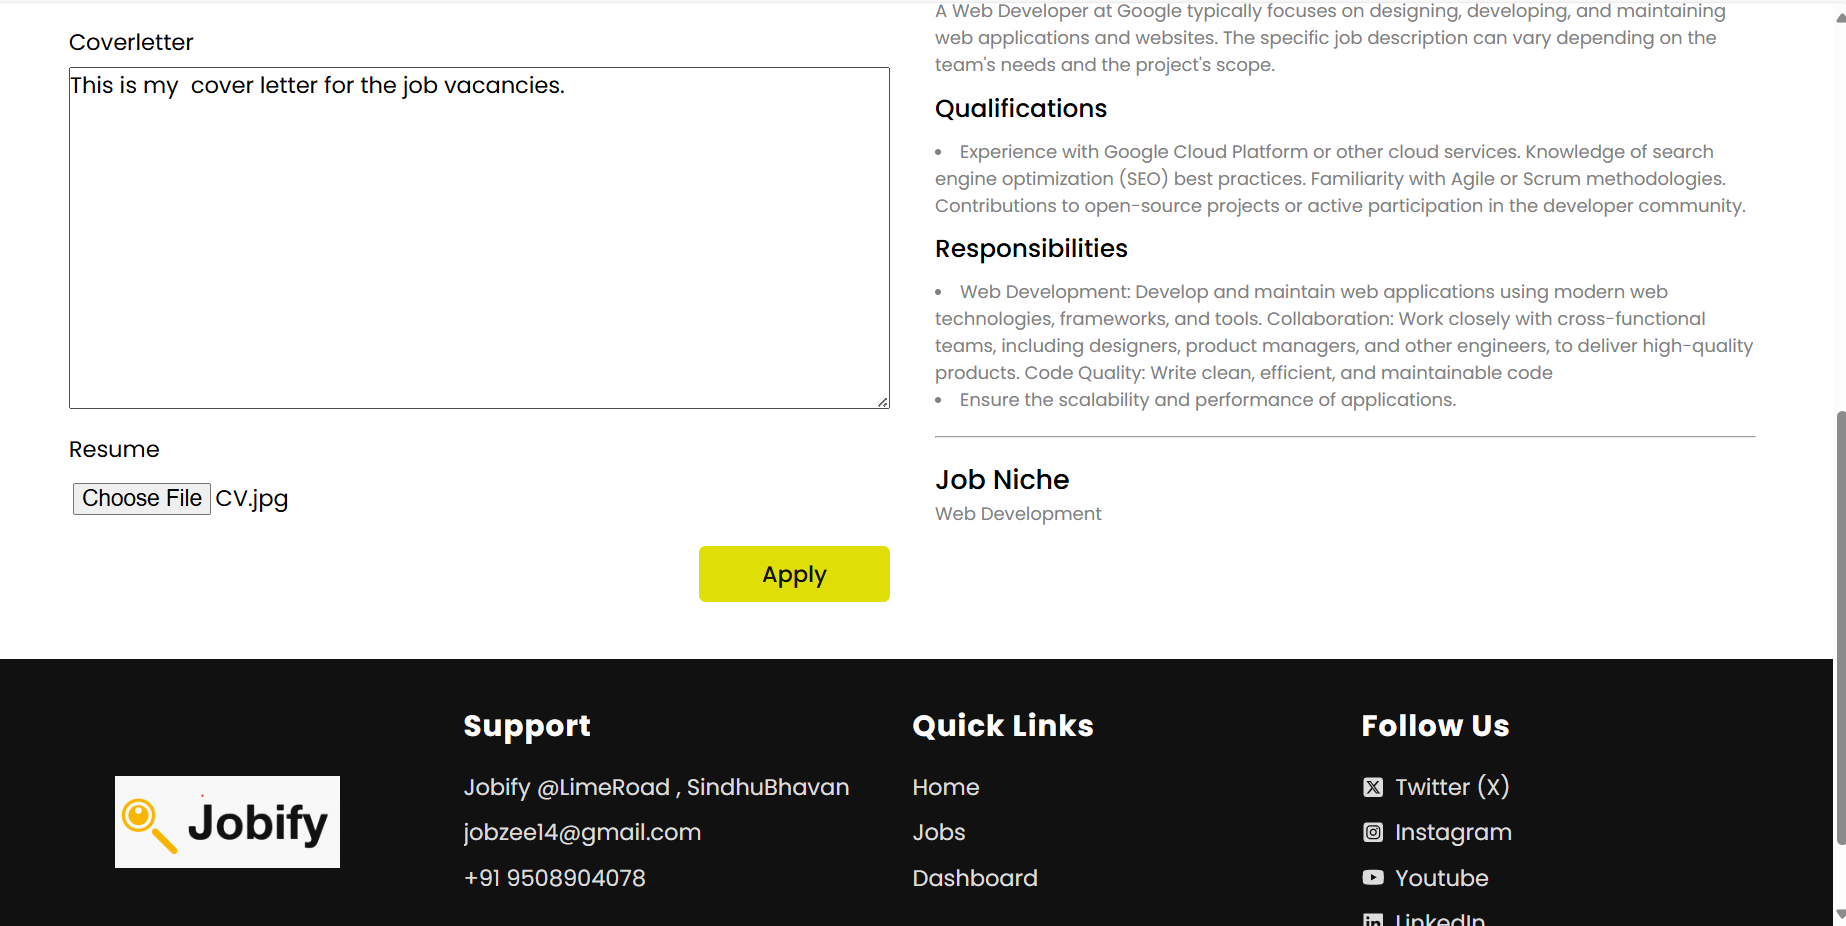 Coverletter
This is my  cover letter for the job vacancies.
Resume
Choose File CV.jpg
Apply
A Web Developer at Google typically focuses on designing, developing, and maintaining
web applications and websites. The specific job description can vary depending on the
team's needs and the project's scope.
Qualifications
• Experience with Google Cloud Platform or other cloud services. Knowledge of search
engine optimization (SEO) best practices. Familiarity with Agile or Scrum methodologies.
Contributions to open-source projects or active participation in the developer community.
Responsibilities
• Web Development: Develop and maintain web applications using modern web
technologies, frameworks, and tools. Collaboration: Work closely with cross-functional
teams, including designers, product managers, and other engineers, to deliver high-quality
products. Code Quality: Write clean, efficient, and maintainable code
• Ensure the scalability and performance of applications.
Job Niche
Web Development
Jobify
Support
Jobify @LimeRoad , SindhuBhavan
jobzee14@gmail.com
+91 9508904078
Quick Links
Home
Jobs
Dashboard
Follow Us
Twitter (X)
Instagram
Youtube
LinkedIn